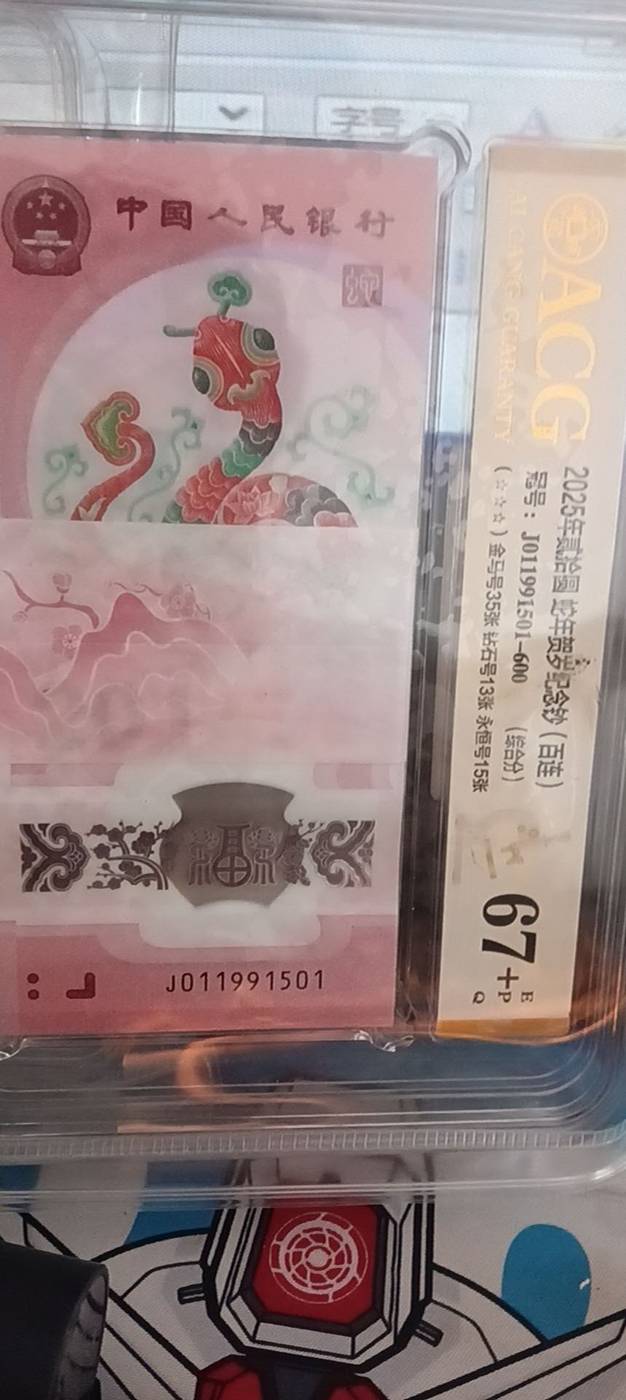 字号
中国人民银行
J011991501
ACG
AI CANG GUARANTY
2025年贰拾圆 蛇年贺岁纪念钞（百连）
冠号：J011991501-600 （综合分）
（☆☆☆）金马号35张 钻石号13张 永恒号15张
67+
E
P
Q